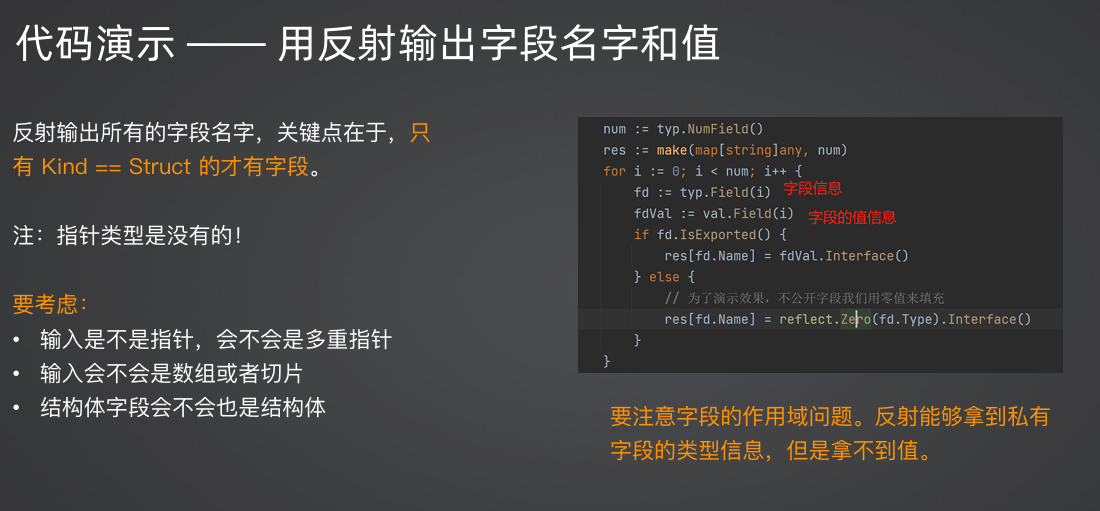 代码演示 —— 用反射输出字段名字和值
反射输出所有的字段名字，关键点在于，只
有 Kind == Struct 的才有字段。
注：指针类型是没有的！
要考虑：
• 输入是不是指针，会不会是多重指针
• 输入会不会是数组或者切片
• 结构体字段会不会也是结构体
num := typ.NumField()
res := make(map[string]any, num)
for i := 0; i < num; i++ {
fd := typ.Field(i) 字段信息
fdVal := val.Field(i) 字段的值信息
if fd.IsExported() {
res[fd.Name] = fdVal.Interface()
} else {
// 为了演示效果，不公开字段我们用零值来填充
res[fd.Name] = reflect.Zero(fd.Type).Interface()
}
}
要注意字段的作用域问题。反射能够拿到私有
字段的类型信息，但是拿不到值。